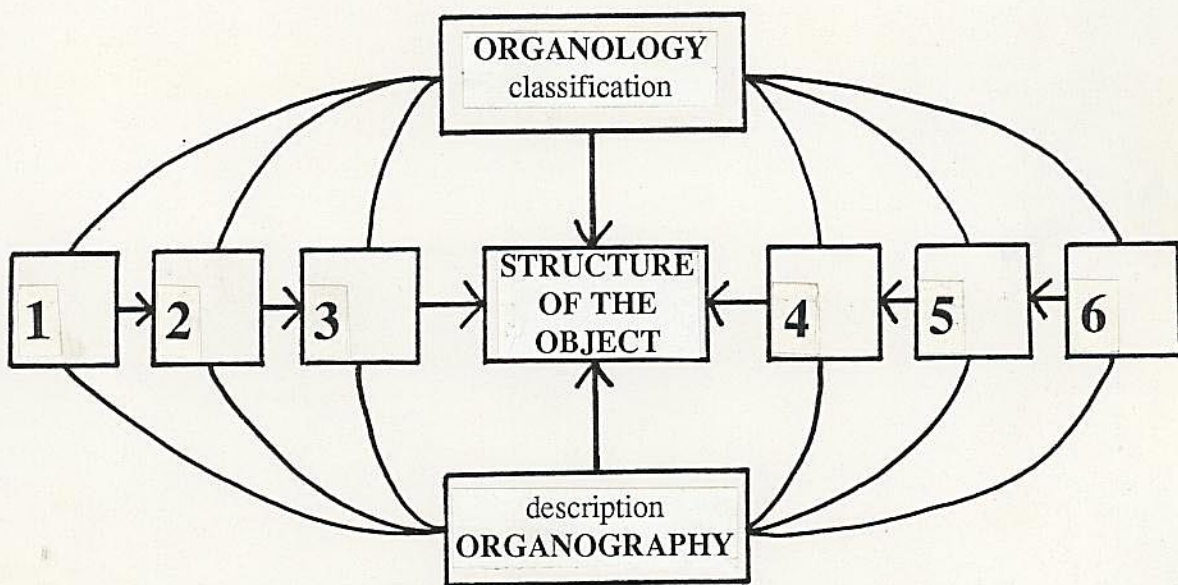 ORGANOLOGY
classification
1 2 3 STRUCTURE OF THE OBJECT 4 5 6
description
ORGANOGRAPHY